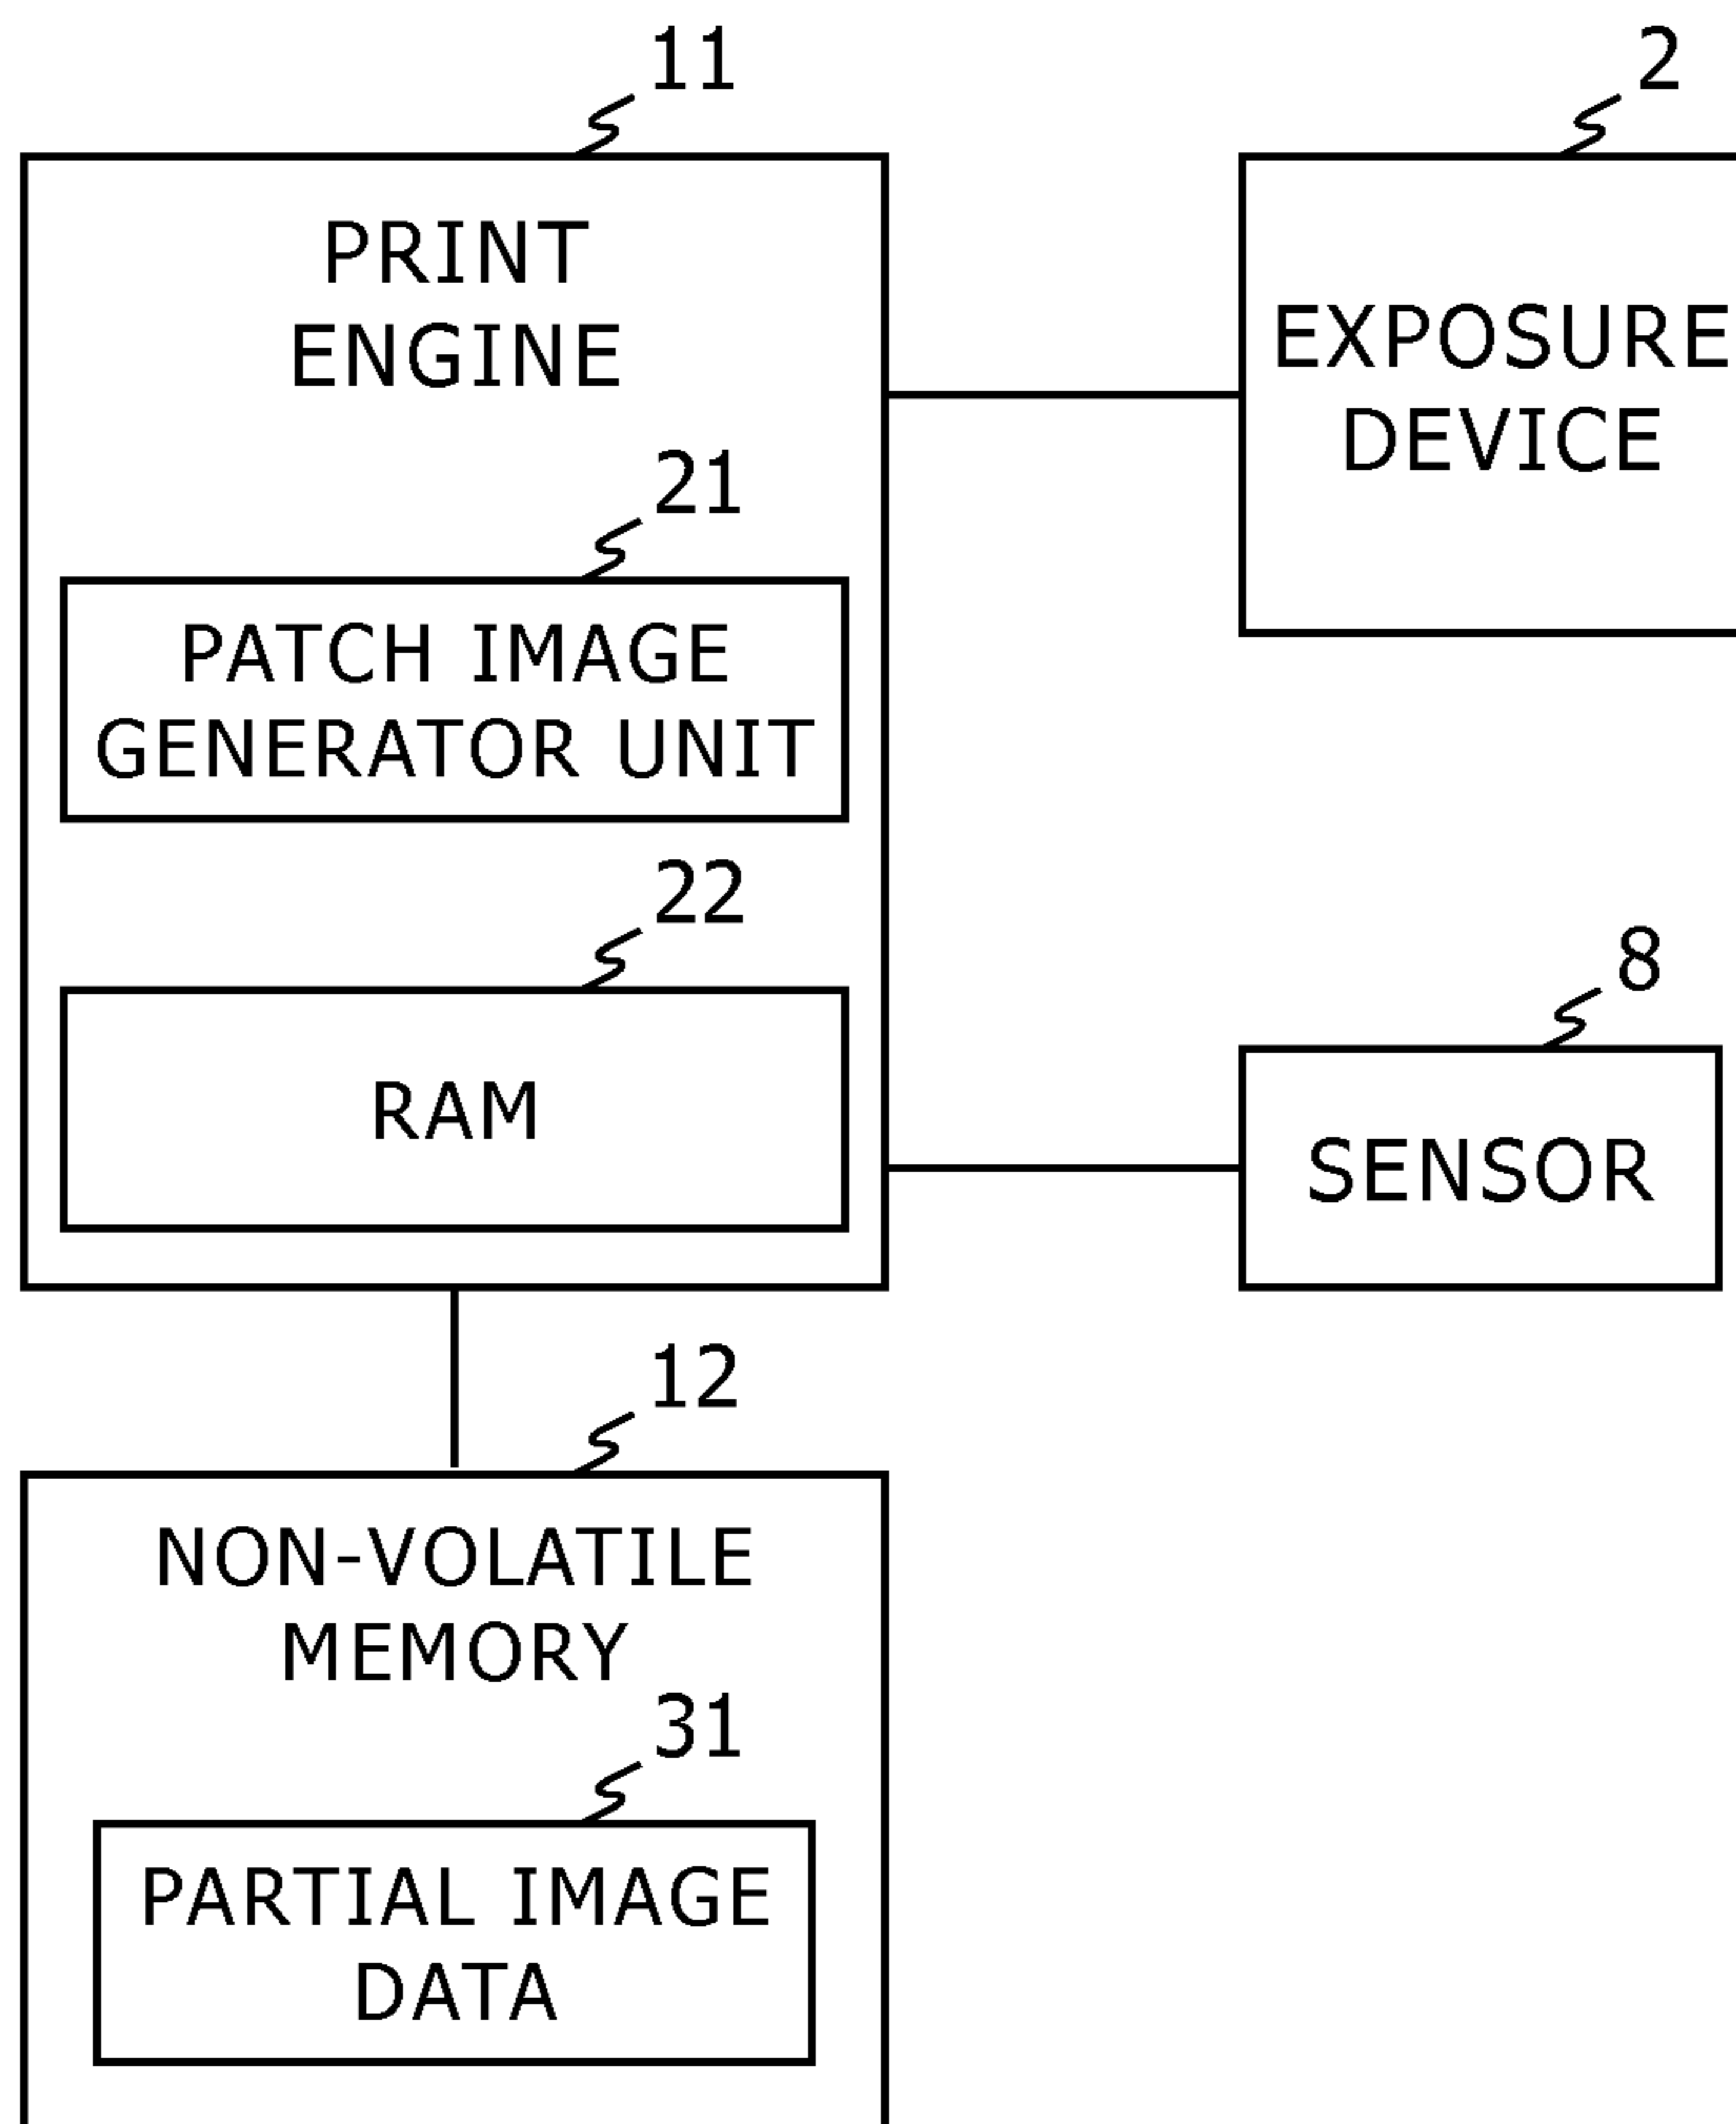 11
PRINT
ENGINE
2
EXPOSURE
DEVICE
21
PATCH IMAGE
GENERATOR UNIT
22
RAM
8
SENSOR
12
NON-VOLATILE
MEMORY
31
PARTIAL IMAGE
DATA